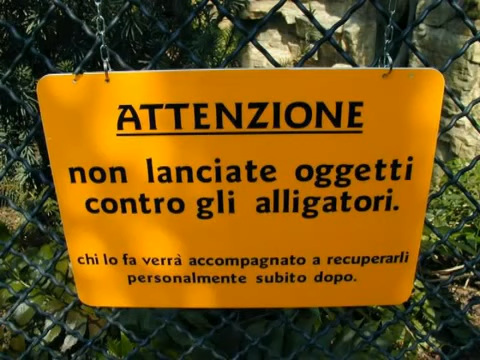 ATTENZIONE
non lanciate oggetti
contro gli alligatori.
chi lo fa verrà accompagnato a recuperarli
personalmente subito dopo.